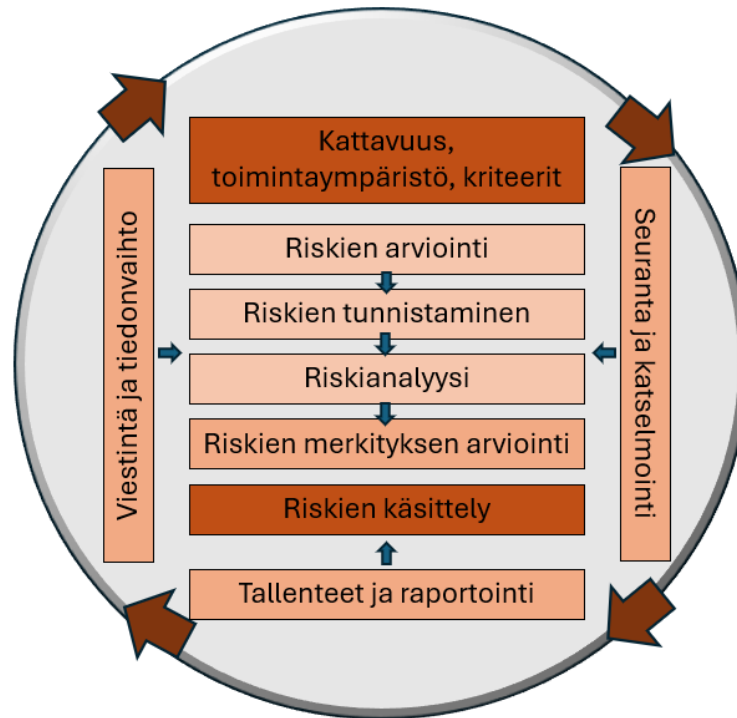 Kattavuus,
toimintaympäristö, kriteerit
Viestintä ja tiedonvaihto
Riskien arviointi
Riskien tunnistaminen
Riskianalyysi
Riskien merkityksen arviointi
Riskien käsittely
Tallenteet ja raportointi
Seuranta ja katselmointi